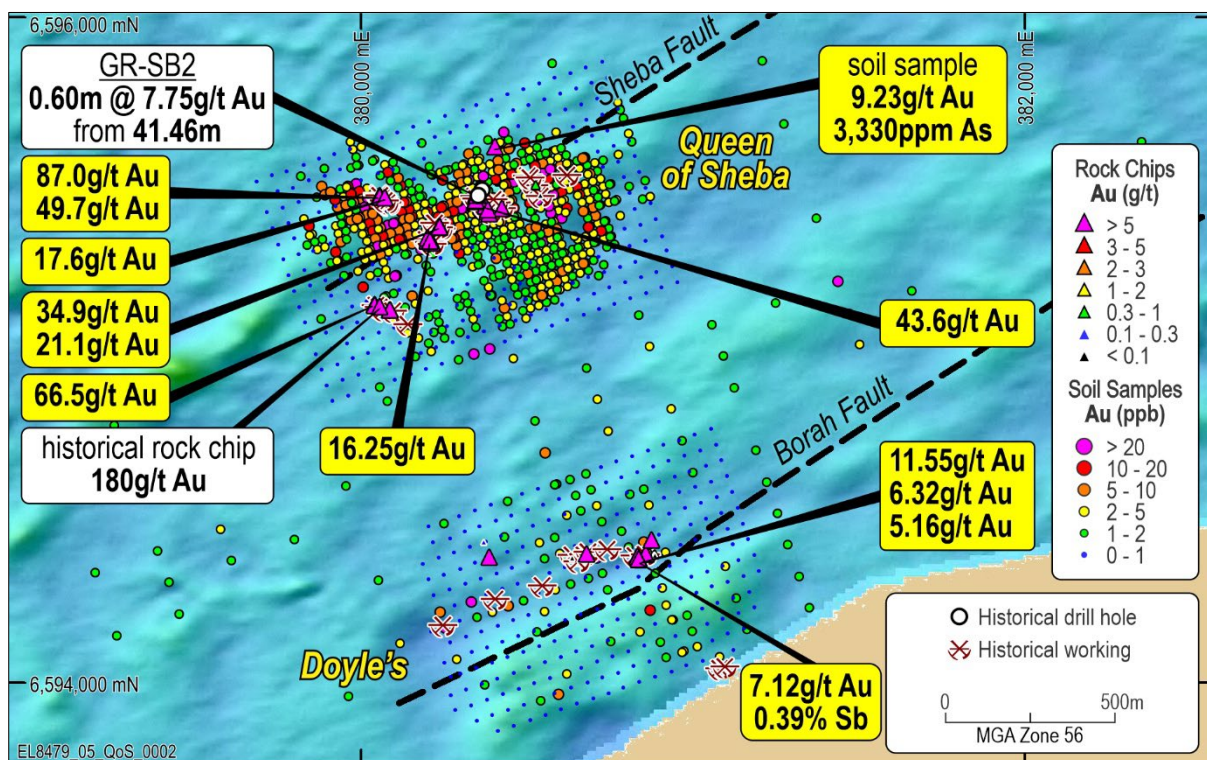 6,596,000 mN
380,000 mE
382,000 mE
GR-SB2
0.60m @ 7.75g/t Au
from 41.46m
Sheba Fault
soil sample
9.23g/t Au
3,330ppm As
Queen
of Sheba
87.0g/t Au
49.7g/t Au
17.6g/t Au
34.9g/t Au
21.1g/t Au
66.5g/t Au
historical rock chip
180g/t Au
16.25g/t Au
43.6g/t Au
Borah Fault
11.55g/t Au
6.32g/t Au
5.16g/t Au
Doyle's
7.12g/t Au
0.39% Sb
6,594,000 mN
EL8479_05_QoS_0002
Rock Chips
Au (g/t)
> 5
3 - 5
2 - 3
1 - 2
0.3 - 1
0.1 - 0.3
< 0.1
Soil Samples
Au (ppb)
> 20
10 - 20
5 - 10
2 - 5
1 - 2
0 - 1
Historical drill hole
Historical working
0 500m
MGA Zone 56